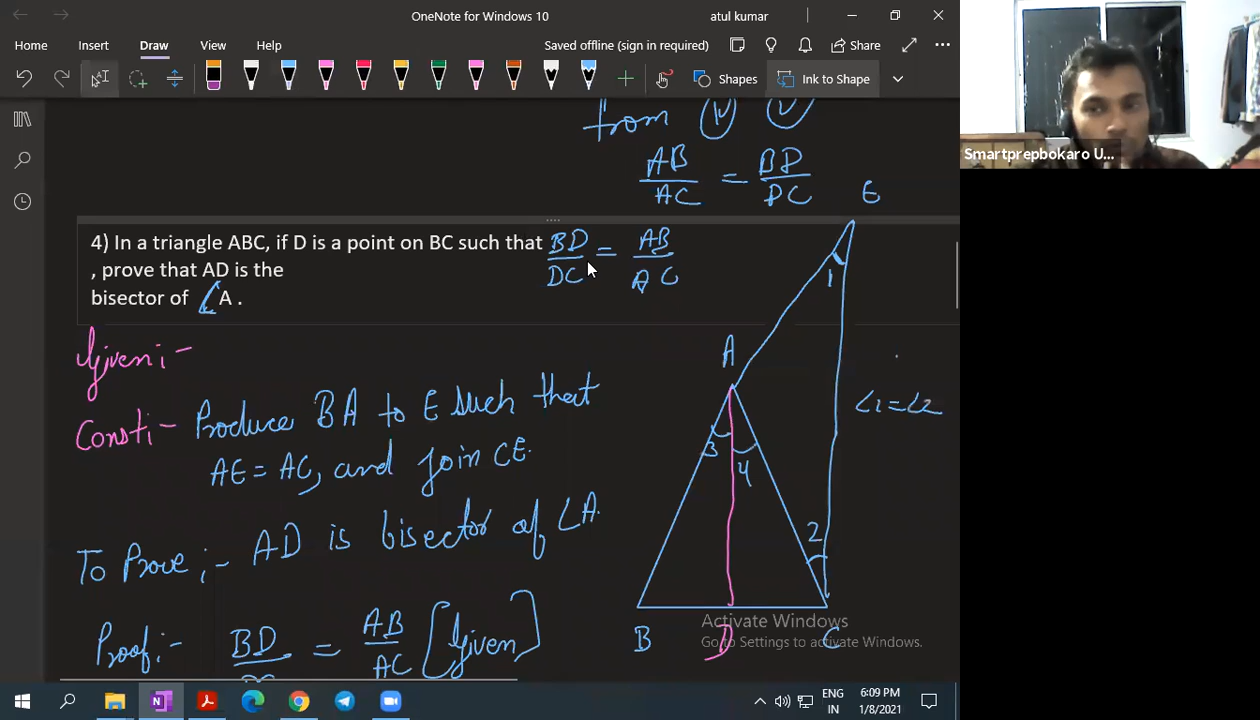 OneNote for Windows 10
atul kumar
Home Insert Draw View Help
Saved offline (sign in required)
Share
Shapes
Ink to Shape
Smartprepbokaro U...
from (IV) (V)
AB/AC = BD/DC
E
4) In a triangle ABC, if D is a point on BC such that BD/DC = AB/AC
, prove that AD is the
bisector of ∠A .
1
Given:-
A
Const:- Produce BA to E such that
∠1=∠2
AE = AC, and join CE.
3
4
To Prove:- AD is bisector of ∠A.
2
Proof:- BD = AB/AC [Given]
B D C
Activate Windows
Go to Settings to activate Windows.
ENG
IN
6:09 PM
1/8/2021